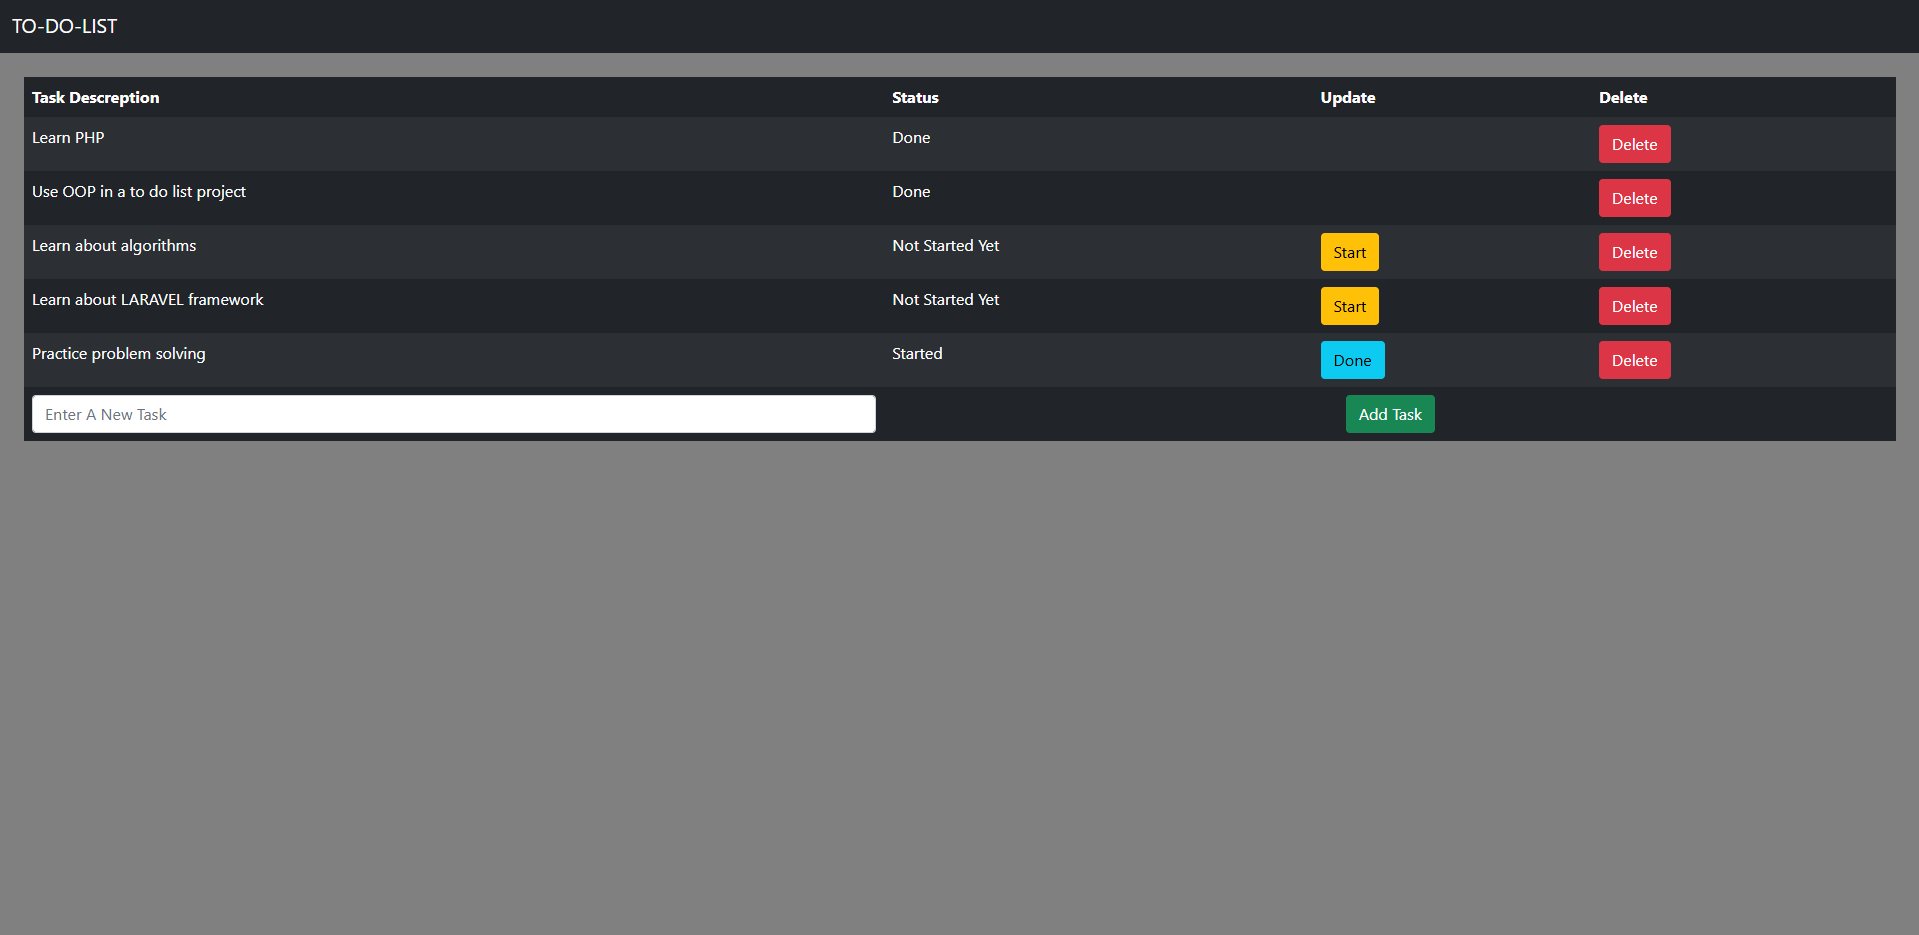 TO-DO-LIST
Task Descreption Status Update Delete
Learn PHP Done Delete
Use OOP in a to do list project Done Delete
Learn about algorithms Not Started Yet Start Delete
Learn about LARAVEL framework Not Started Yet Start Delete
Practice problem solving Started Done Delete
Enter A New Task Add Task